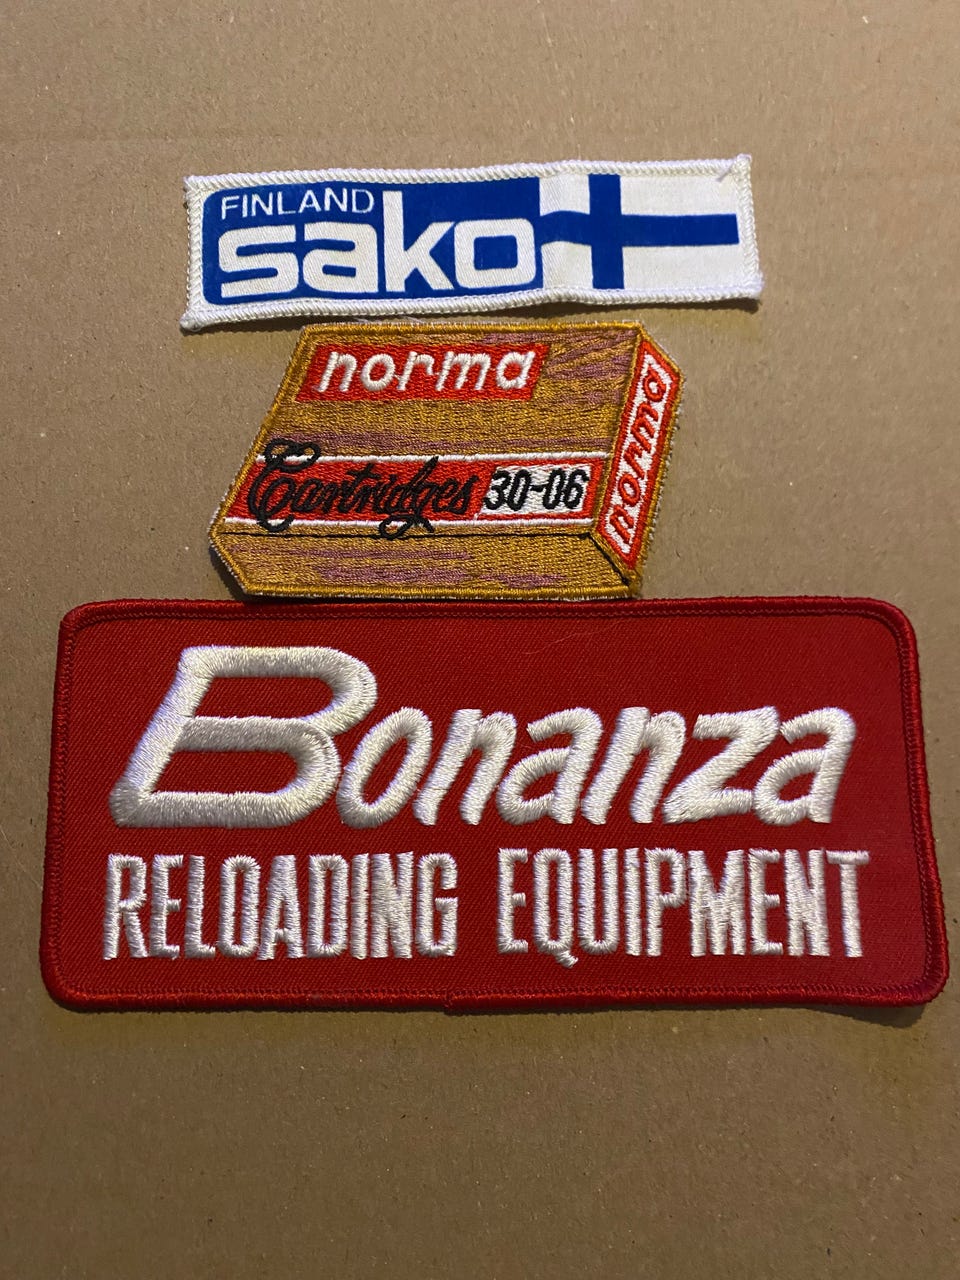 FINLAND
sako
norma
norma
Cartridges 30-06
Bonanza
RELOADING EQUIPMENT